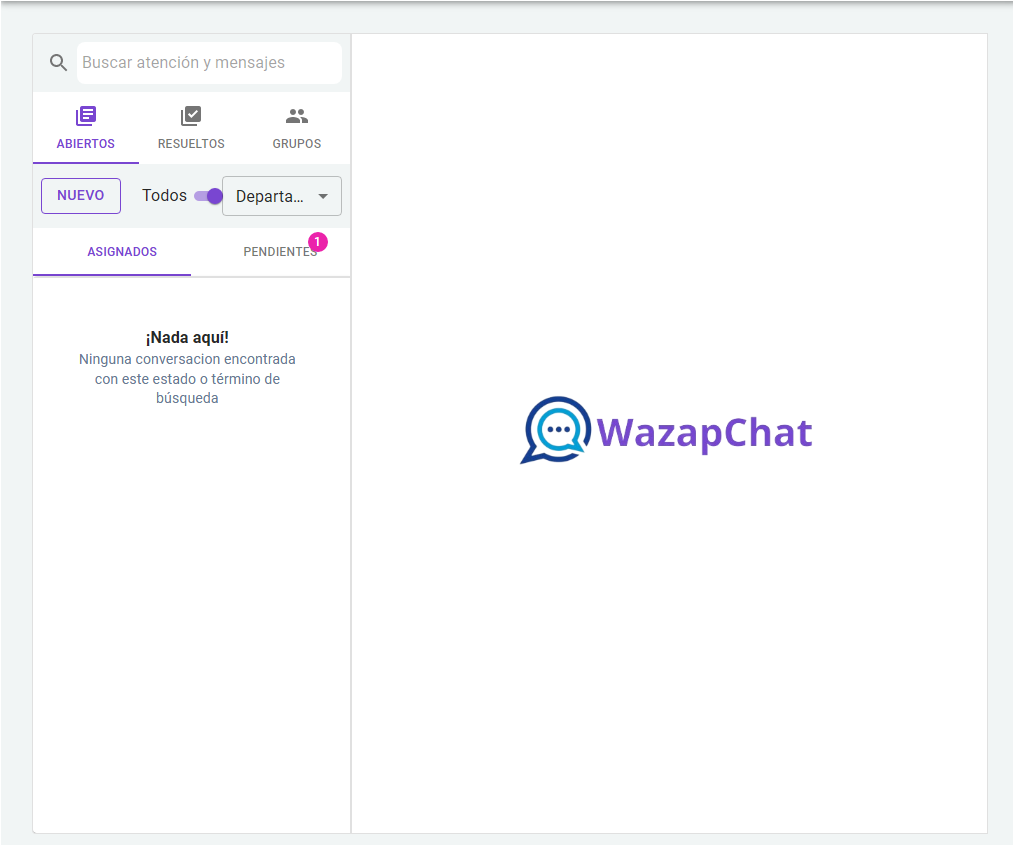 Buscar atención y mensajes
ABIERTOS RESUELTOS GRUPOS
NUEVO Todos Departa...
1
ASIGNADOS PENDIENTES
¡Nada aquí!
Ninguna conversacion encontrada
con este estado o término de
búsqueda
WazapChat